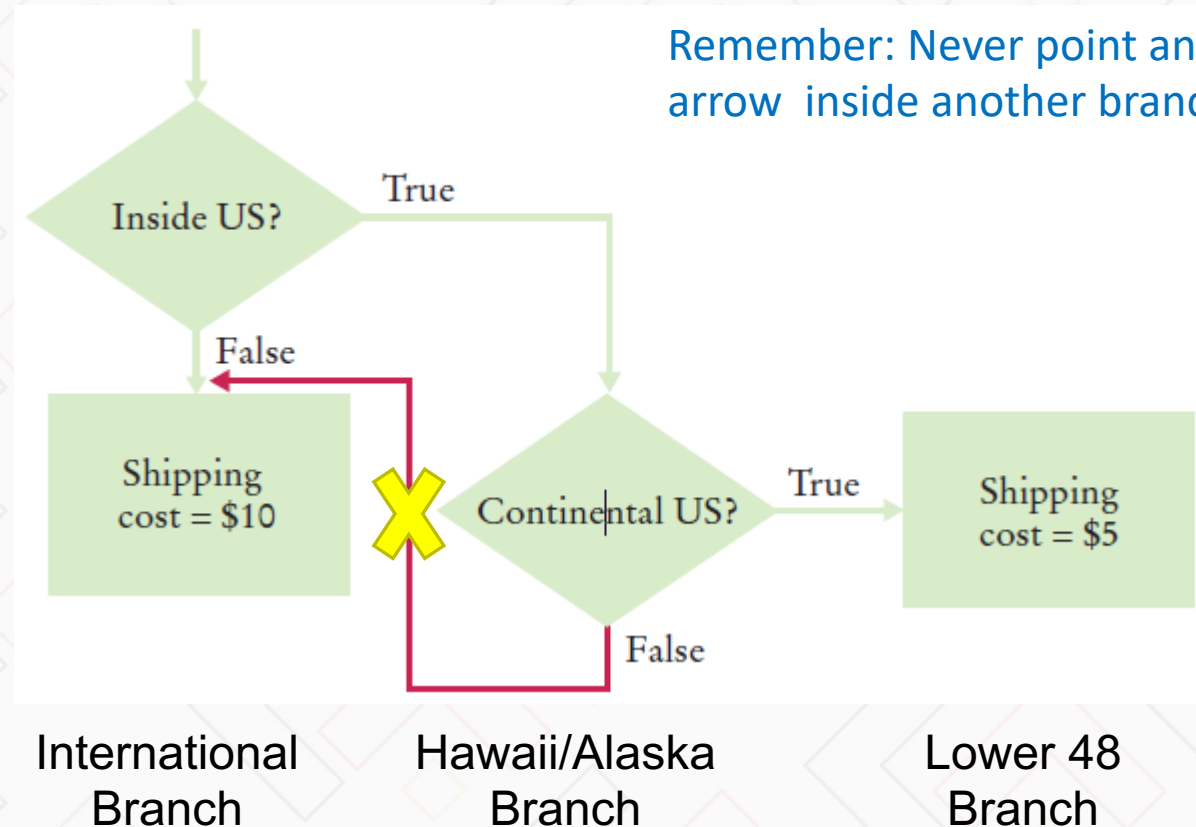 Remember: Never point an
arrow inside another branc
True
Inside US?
False
Shipping
cost = $10
Continental US?
True
Shipping
cost = $5
False
International
Branch
Hawaii/Alaska
Branch
Lower 48
Branch